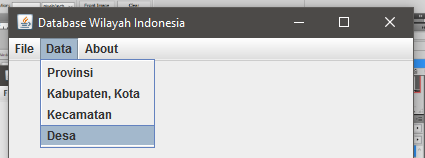 Database Wilayah Indonesia
File Data About
Provinsi
Kabupaten, Kota
Kecamatan
Desa